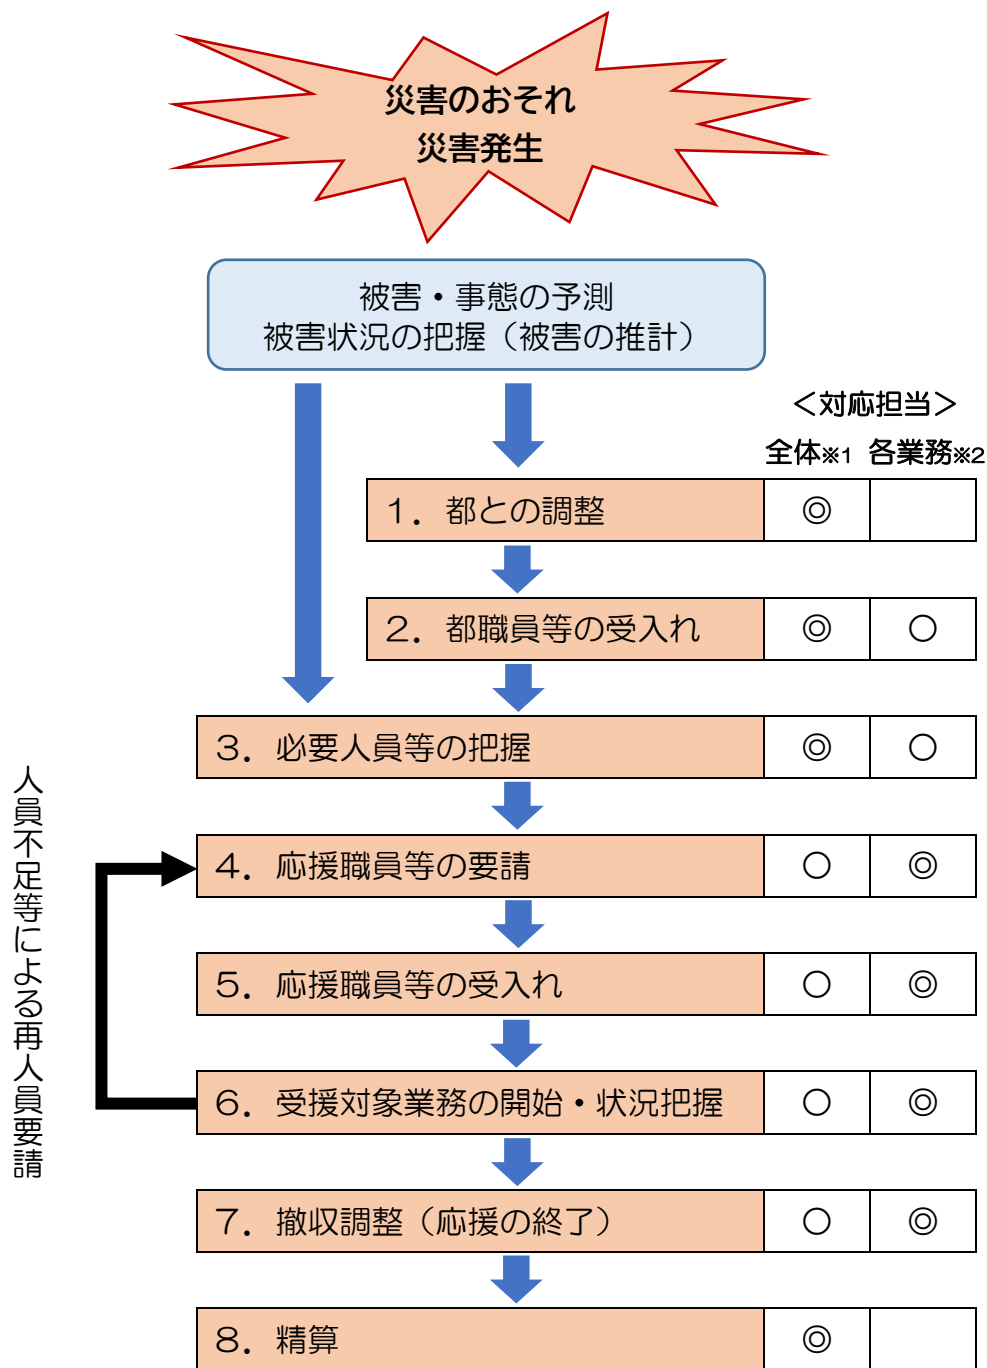 災害のおそれ
災害発生
被害・事態の予測
被害状況の把握（被害の推計）
＜対応担当＞
全体※1 各業務※2
１．都との調整 ◎
２．都職員等の受入れ ◎ ○
３．必要人員等の把握 ◎ ○
４．応援職員等の要請 ○ ◎
５．応援職員等の受入れ ○ ◎
６．受援対象業務の開始・状況把握 ○ ◎
７．撤収調整（応援の終了） ○ ◎
８．精算 ◎
人員不足等による再人員要請